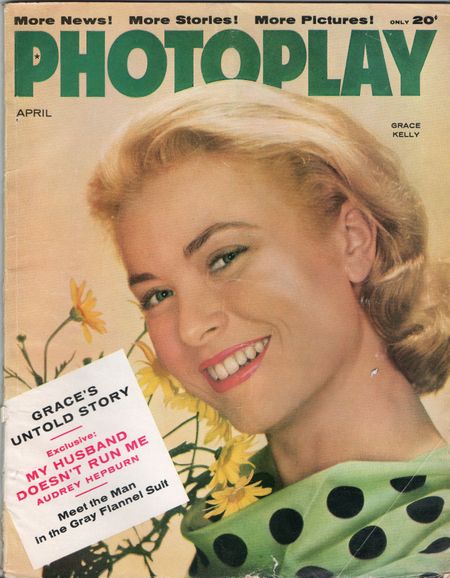 More News! More Stories! More Pictures! ONLY 20¢
PHOTOPLAY
APRIL
GRACE
KELLY
GRACE'S
UNTOLD STORY
Exclusive:
MY HUSBAND
DOESN'T RUN ME
AUDREY HEPBURN
Meet the Man
in the Gray Flannel Suit